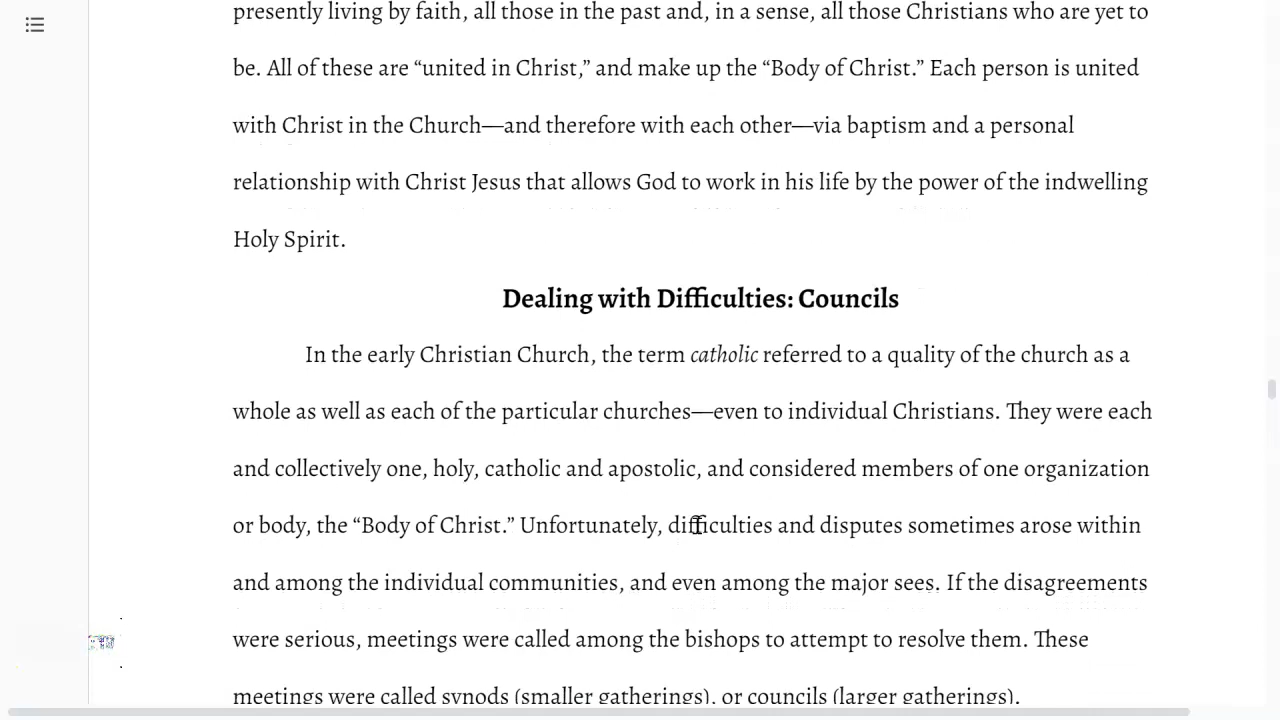 presently living by faith, all those in the past and, in a sense, all those Christians who are yet to
be. All of these are “united in Christ,” and make up the “Body of Christ.” Each person is united
with Christ in the Church—and therefore with each other—via baptism and a personal
relationship with Christ Jesus that allows God to work in his life by the power of the indwelling
Holy Spirit.
Dealing with Difficulties: Councils
In the early Christian Church, the term catholic referred to a quality of the church as a
whole as well as each of the particular churches—even to individual Christians. They were each
and collectively one, holy, catholic and apostolic, and considered members of one organization
or body, the “Body of Christ.” Unfortunately, difficulties and disputes sometimes arose within
and among the individual communities, and even among the major sees. If the disagreements
were serious, meetings were called among the bishops to attempt to resolve them. These
meetings were called synods (smaller gatherings), or councils (larger gatherings).